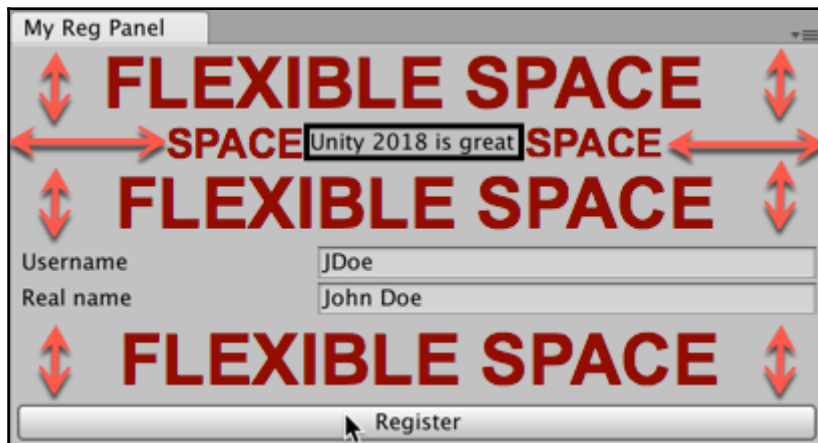 My Reg Panel
FLEXIBLE SPACE
SPACE Unity 2018 is great SPACE
FLEXIBLE SPACE
Username JDoe
Real name John Doe
FLEXIBLE SPACE
Register